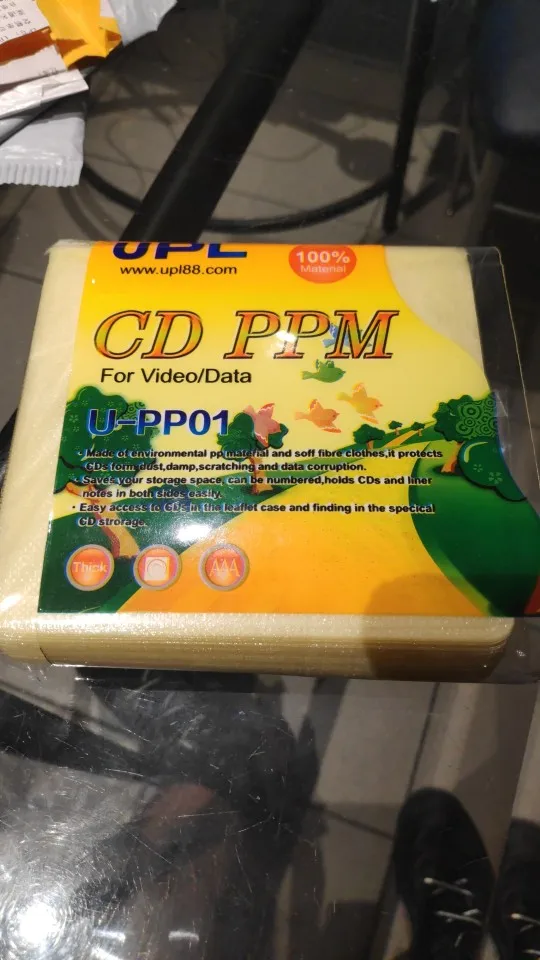 UPL
www.upl88.com
100%
Material
CD PPM
For Video/Data
U-PP01
· Made of environmental pp material and soff fibre clothes,it protects
CDs form dust,damp,scratching and data corruption.
· Saves your storage space, can be numbered,holds CDs and liner
notes in both sides easily.
· Easy access to CDs in the leaflet case and finding in the specical
CD strorage.
Thick
AAA